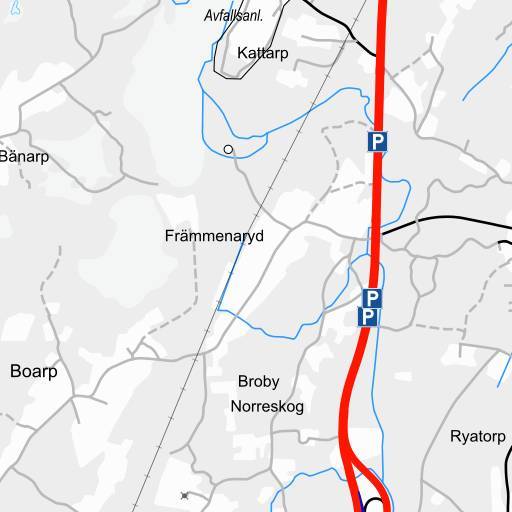 Avfallsanl.
Kattarp
P
Bänarp
Främmenaryd
P
P
Boarp
Broby
Norreskog
Ryatorp